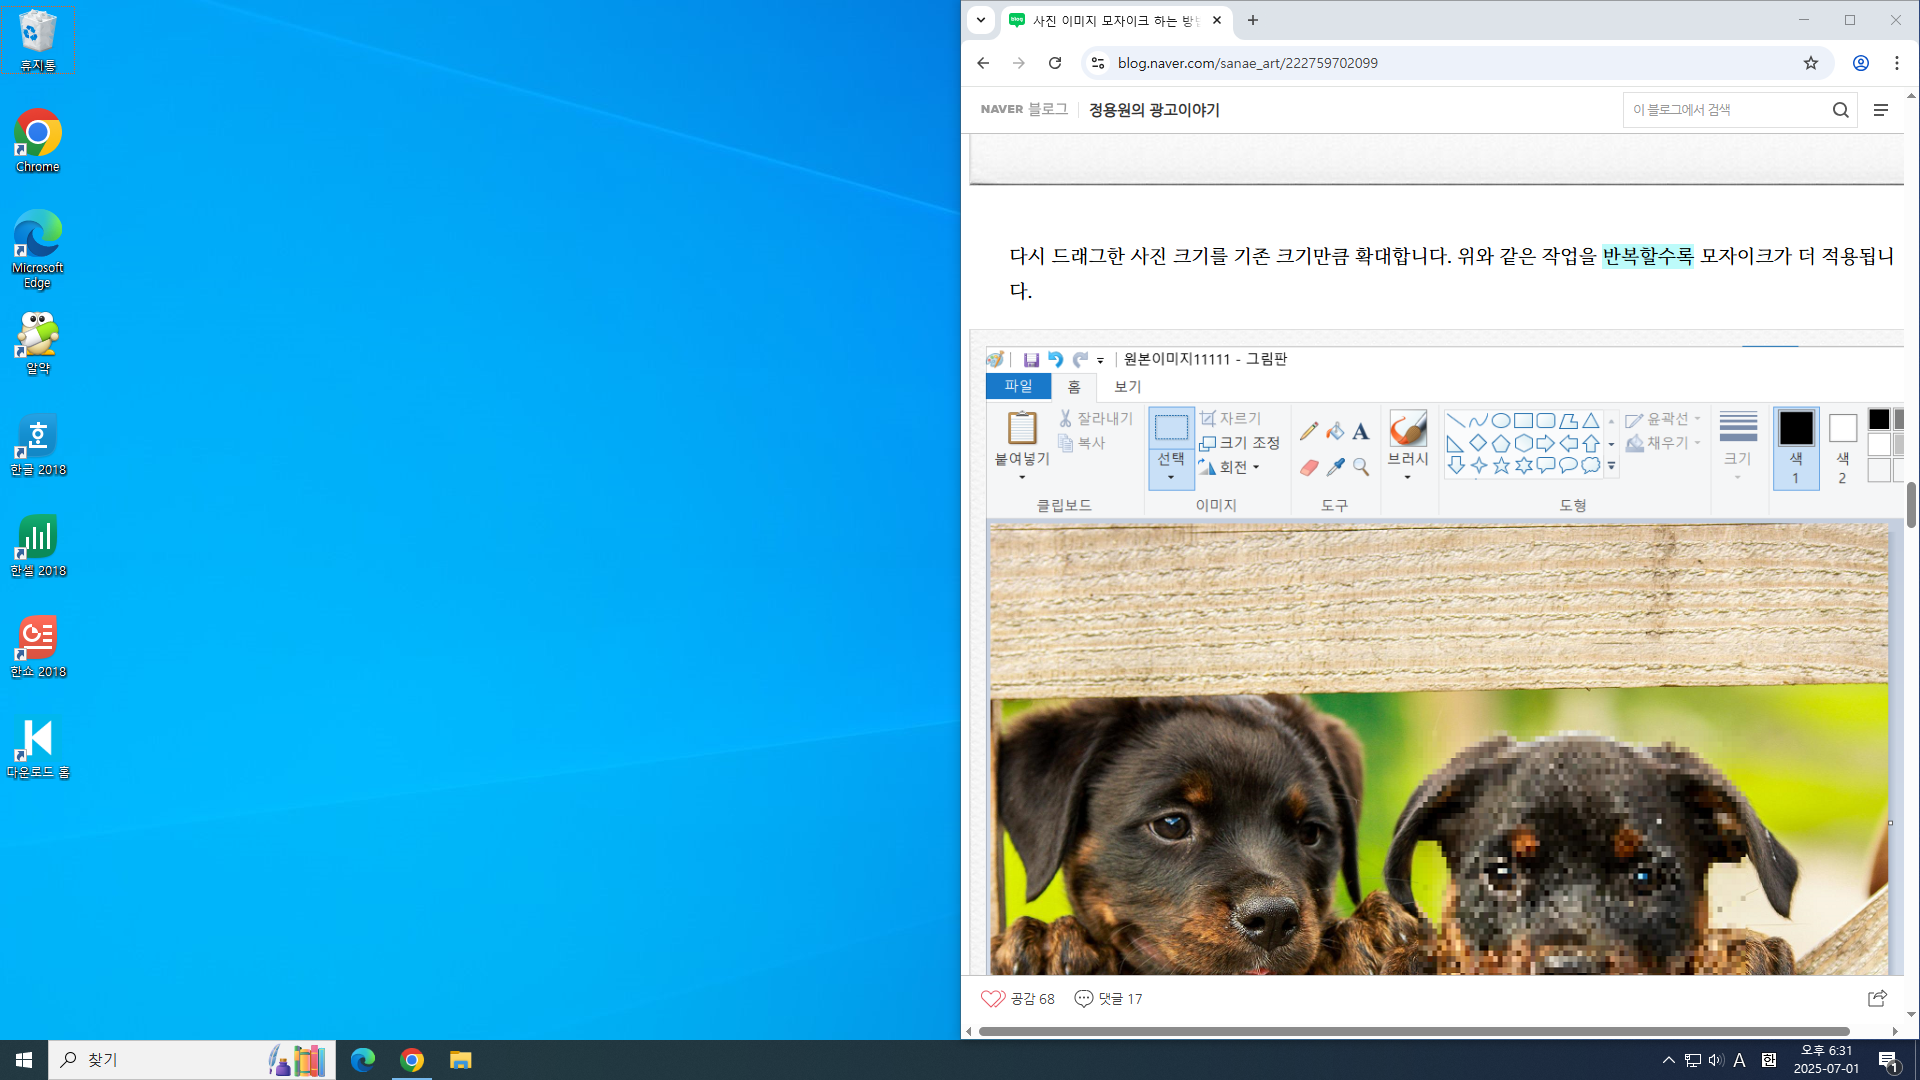 휴지통
Chrome
Microsoft
Edge
알약
한글 2018
한셀 2018
한쇼 2018
다운로드 홈
사진 이미지 모자이크 하는 방
blog.naver.com/sanae_art/222759702099
NAVER 블로그
정용원의 광고이야기
이 블로그에서 검색
다시 드래그한 사진 크기를 기존 크기만큼 확대합니다. 위와 같은 작업을 반복할수록 모자이크가 더 적용됩니
다.
원본이미지11111 - 그림판
파일 홈 보기
붙여넣기
잘라내기
복사
클립보드
선택
자르기
크기 조정
회전
이미지
A
도구
브러시
도형
윤곽선
채우기
크기
색
1
색
2
공감 68
댓글 17
찾기
A
한
오후 6:31
2025-07-01
1